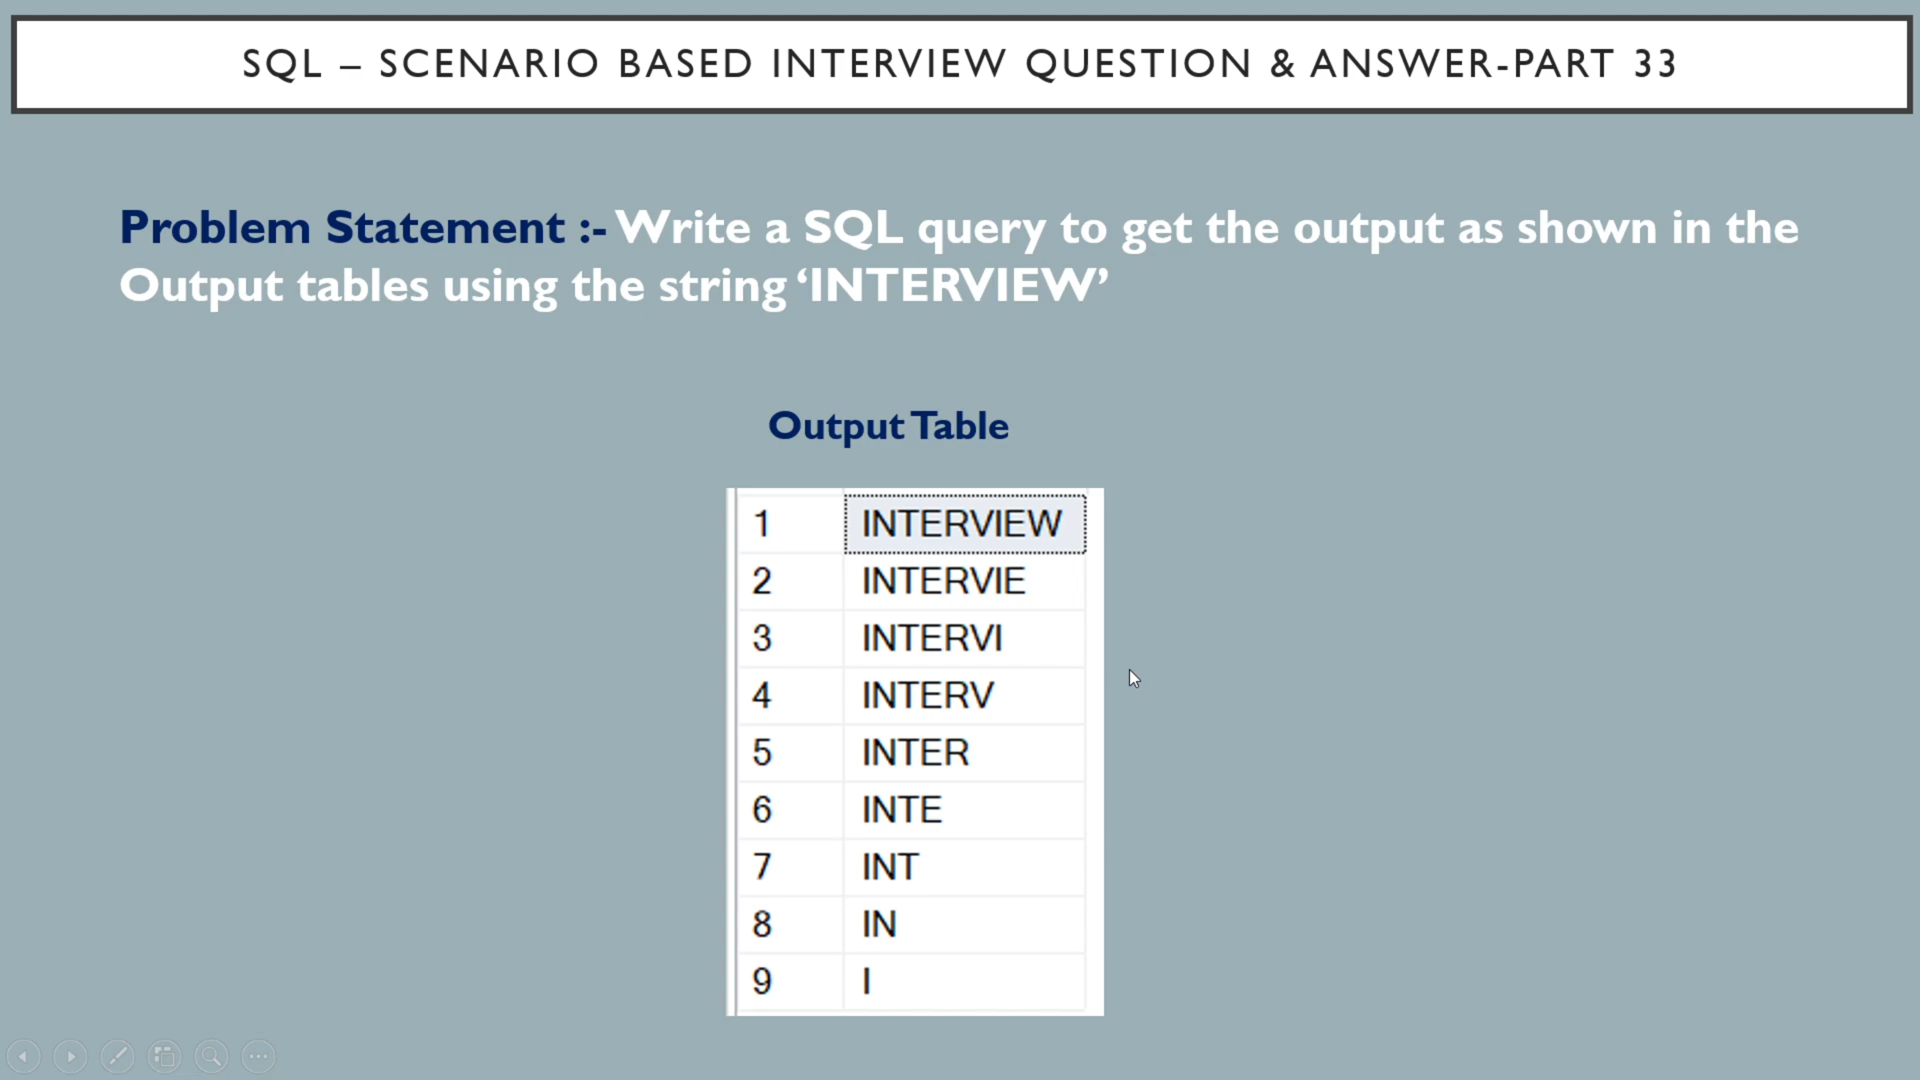 SQL – SCENARIO BASED INTERVIEW QUESTION & ANSWER-PART 33
Problem Statement :- Write a SQL query to get the output as shown in the
Output tables using the string ‘INTERVIEW’
Output Table
1 INTERVIEW
2 INTERVIE
3 INTERVI
4 INTERV
5 INTER
6 INTE
7 INT
8 IN
9 I